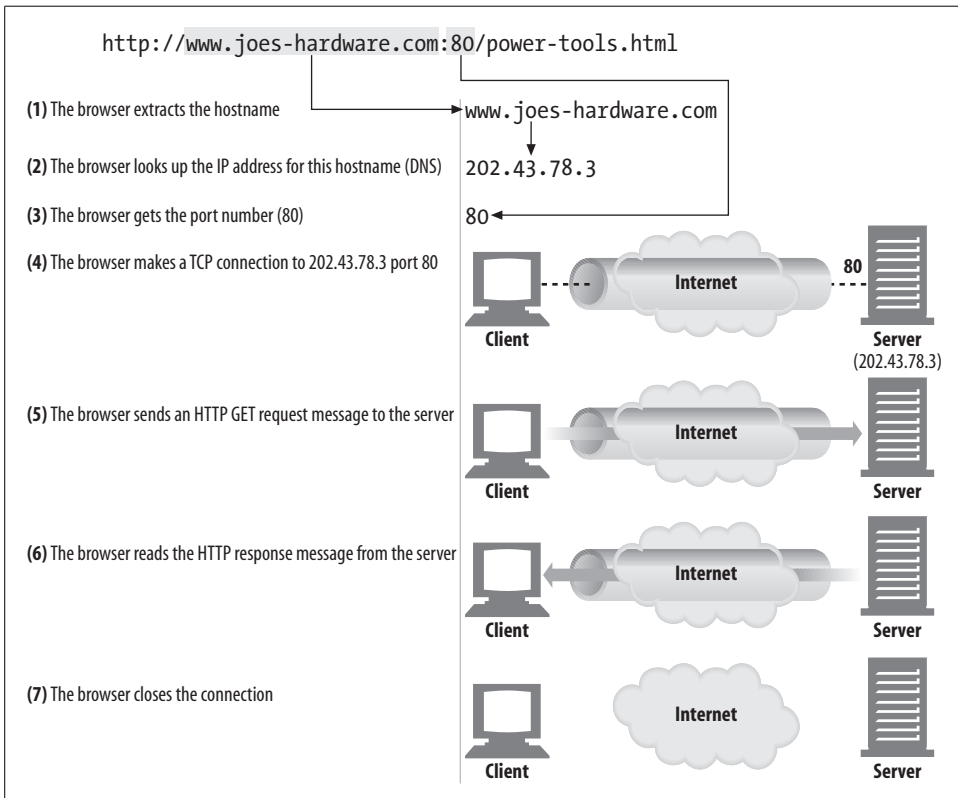 http://www.joes-hardware.com:80/power-tools.html
(1) The browser extracts the hostname
www.joes-hardware.com
(2) The browser looks up the IP address for this hostname (DNS)
202.43.78.3
(3) The browser gets the port number (80)
80
(4) The browser makes a TCP connection to 202.43.78.3 port 80
Internet
80
Client
Server
(202.43.78.3)
(5) The browser sends an HTTP GET request message to the server
Internet
Client
Server
(6) The browser reads the HTTP response message from the server
Internet
Client
Server
(7) The browser closes the connection
Internet
Client
Server